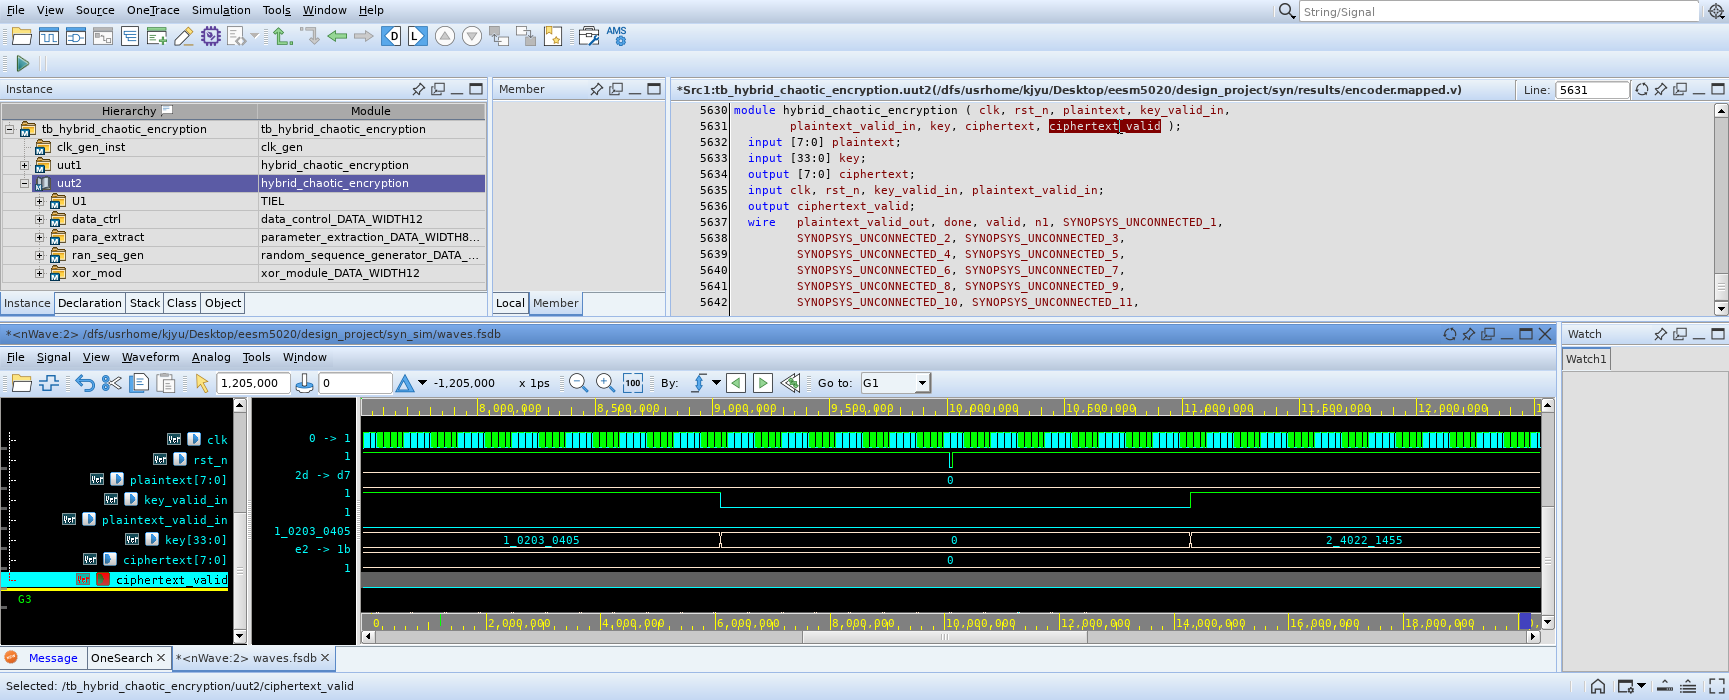 File View Source OneTrace Simulation Tools Window Help
String/Signal
Instance
Hierarchy Module
tb_hybrid_chaotic_encryption tb_hybrid_chaotic_encryption
clk_gen_inst clk_gen
uut1 hybrid_chaotic_encryption
uut2 hybrid_chaotic_encryption
U1 TIEL
data_ctrl data_control_DATA_WIDTH12
para_extract parameter_extraction_DATA_WIDTH8...
ran_seq_gen random_sequence_generator_DATA_...
xor_mod xor_module_DATA_WIDTH12
Instance Declaration Stack Class Object
Member
Local Member
*Src1:tb_hybrid_chaotic_encryption.uut2(/dfs/usrhome/kjyu/Desktop/eesm5020/design_project/syn/results/encoder.mapped.v) Line: 5631
5630 module hybrid_chaotic_encryption ( clk, rst_n, plaintext, key_valid_in,
5631 plaintext_valid_in, key, ciphertext, ciphertext_valid );
5632 input [7:0] plaintext;
5633 input [33:0] key;
5634 output [7:0] ciphertext;
5635 input clk, rst_n, key_valid_in, plaintext_valid_in;
5636 output ciphertext_valid;
5637 wire plaintext_valid_out, done, valid, n1, SYNOPSYS_UNCONNECTED_1,
5638 SYNOPSYS_UNCONNECTED_2, SYNOPSYS_UNCONNECTED_3,
5639 SYNOPSYS_UNCONNECTED_4, SYNOPSYS_UNCONNECTED_5,
5640 SYNOPSYS_UNCONNECTED_6, SYNOPSYS_UNCONNECTED_7,
5641 SYNOPSYS_UNCONNECTED_8, SYNOPSYS_UNCONNECTED_9,
5642 SYNOPSYS_UNCONNECTED_10, SYNOPSYS_UNCONNECTED_11,
*<nWave:2> /dfs/usrhome/kjyu/Desktop/eesm5020/design_project/syn_sim/waves.fsdb
File Signal View Waveform Analog Tools Window
1,205,000 0 -1,205,000 x 1ps 100 By: Go to: G1
8,000,000 8,500,000 9,000,000 9,500,000 10,000,000 10,500,000 11,000,000 11,500,000 12,000,000
clk 0 -> 1
rst_n 1
plaintext[7:0] 2d -> d7 0
key_valid_in 1
plaintext_valid_in 1
key[33:0] 1_0203_0405 1_0203_0405 0 2_4022_1455
ciphertext[7:0] e2 -> 1b 0
ciphertext_valid 1
G3
0 2,000,000 4,000,000 6,000,000 8,000,000 10,000,000 12,000,000 14,000,000 16,000,000 18,000,000
Watch
Watch1
Message OneSearch *<nWave:2> waves.fsdb
Selected: /tb_hybrid_chaotic_encryption/uut2/ciphertext_valid